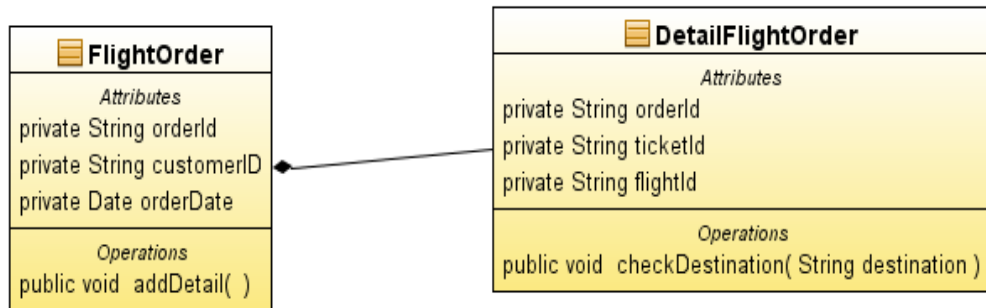 FlightOrder
Attributes
private String orderId
private String customerID
private Date orderDate
Operations
public void addDetail( )
DetailFlightOrder
Attributes
private String orderId
private String ticketId
private String flightId
Operations
public void checkDestination( String destination )